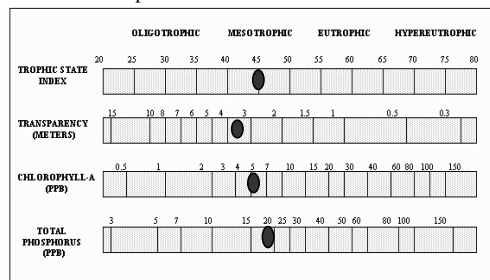 OLIGOTROPHIC MESOTROPHIC EUTROPHIC HYPEREUTROPHIC
20 25 30 35 40 45 50 55 60 65 70 75 80
TROPHIC STATE
INDEX
15 10 8 7 6 5 4 3 2 1.5 1 0.5 0.3
TRANSPARENCY
(METERS)
0.5 1 2 3 4 5 7 10 15 20 30 40 60 80 100 150
CHLOROPHYLL-A
(PPB)
3 5 7 10 15 20 25 30 40 50 60 80 100 150
TOTAL
PHOSPHORUS
(PPB)